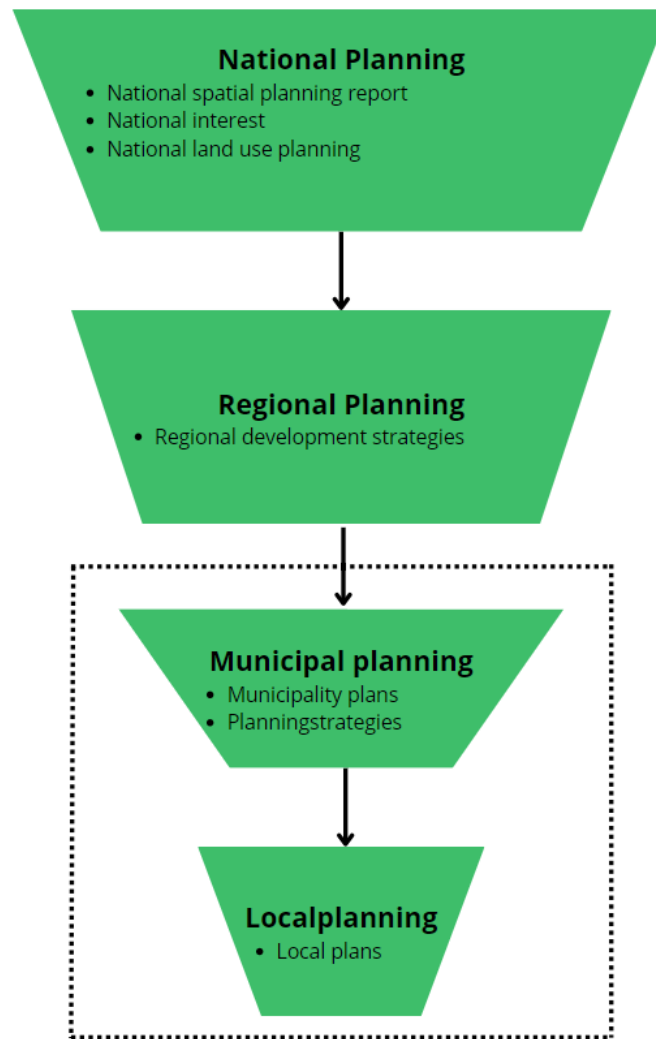 National Planning
• National spatial planning report
• National interest
• National land use planning
Regional Planning
• Regional development strategies
Municipal planning
• Municipality plans
• Planningstrategies
Localplanning
• Local plans